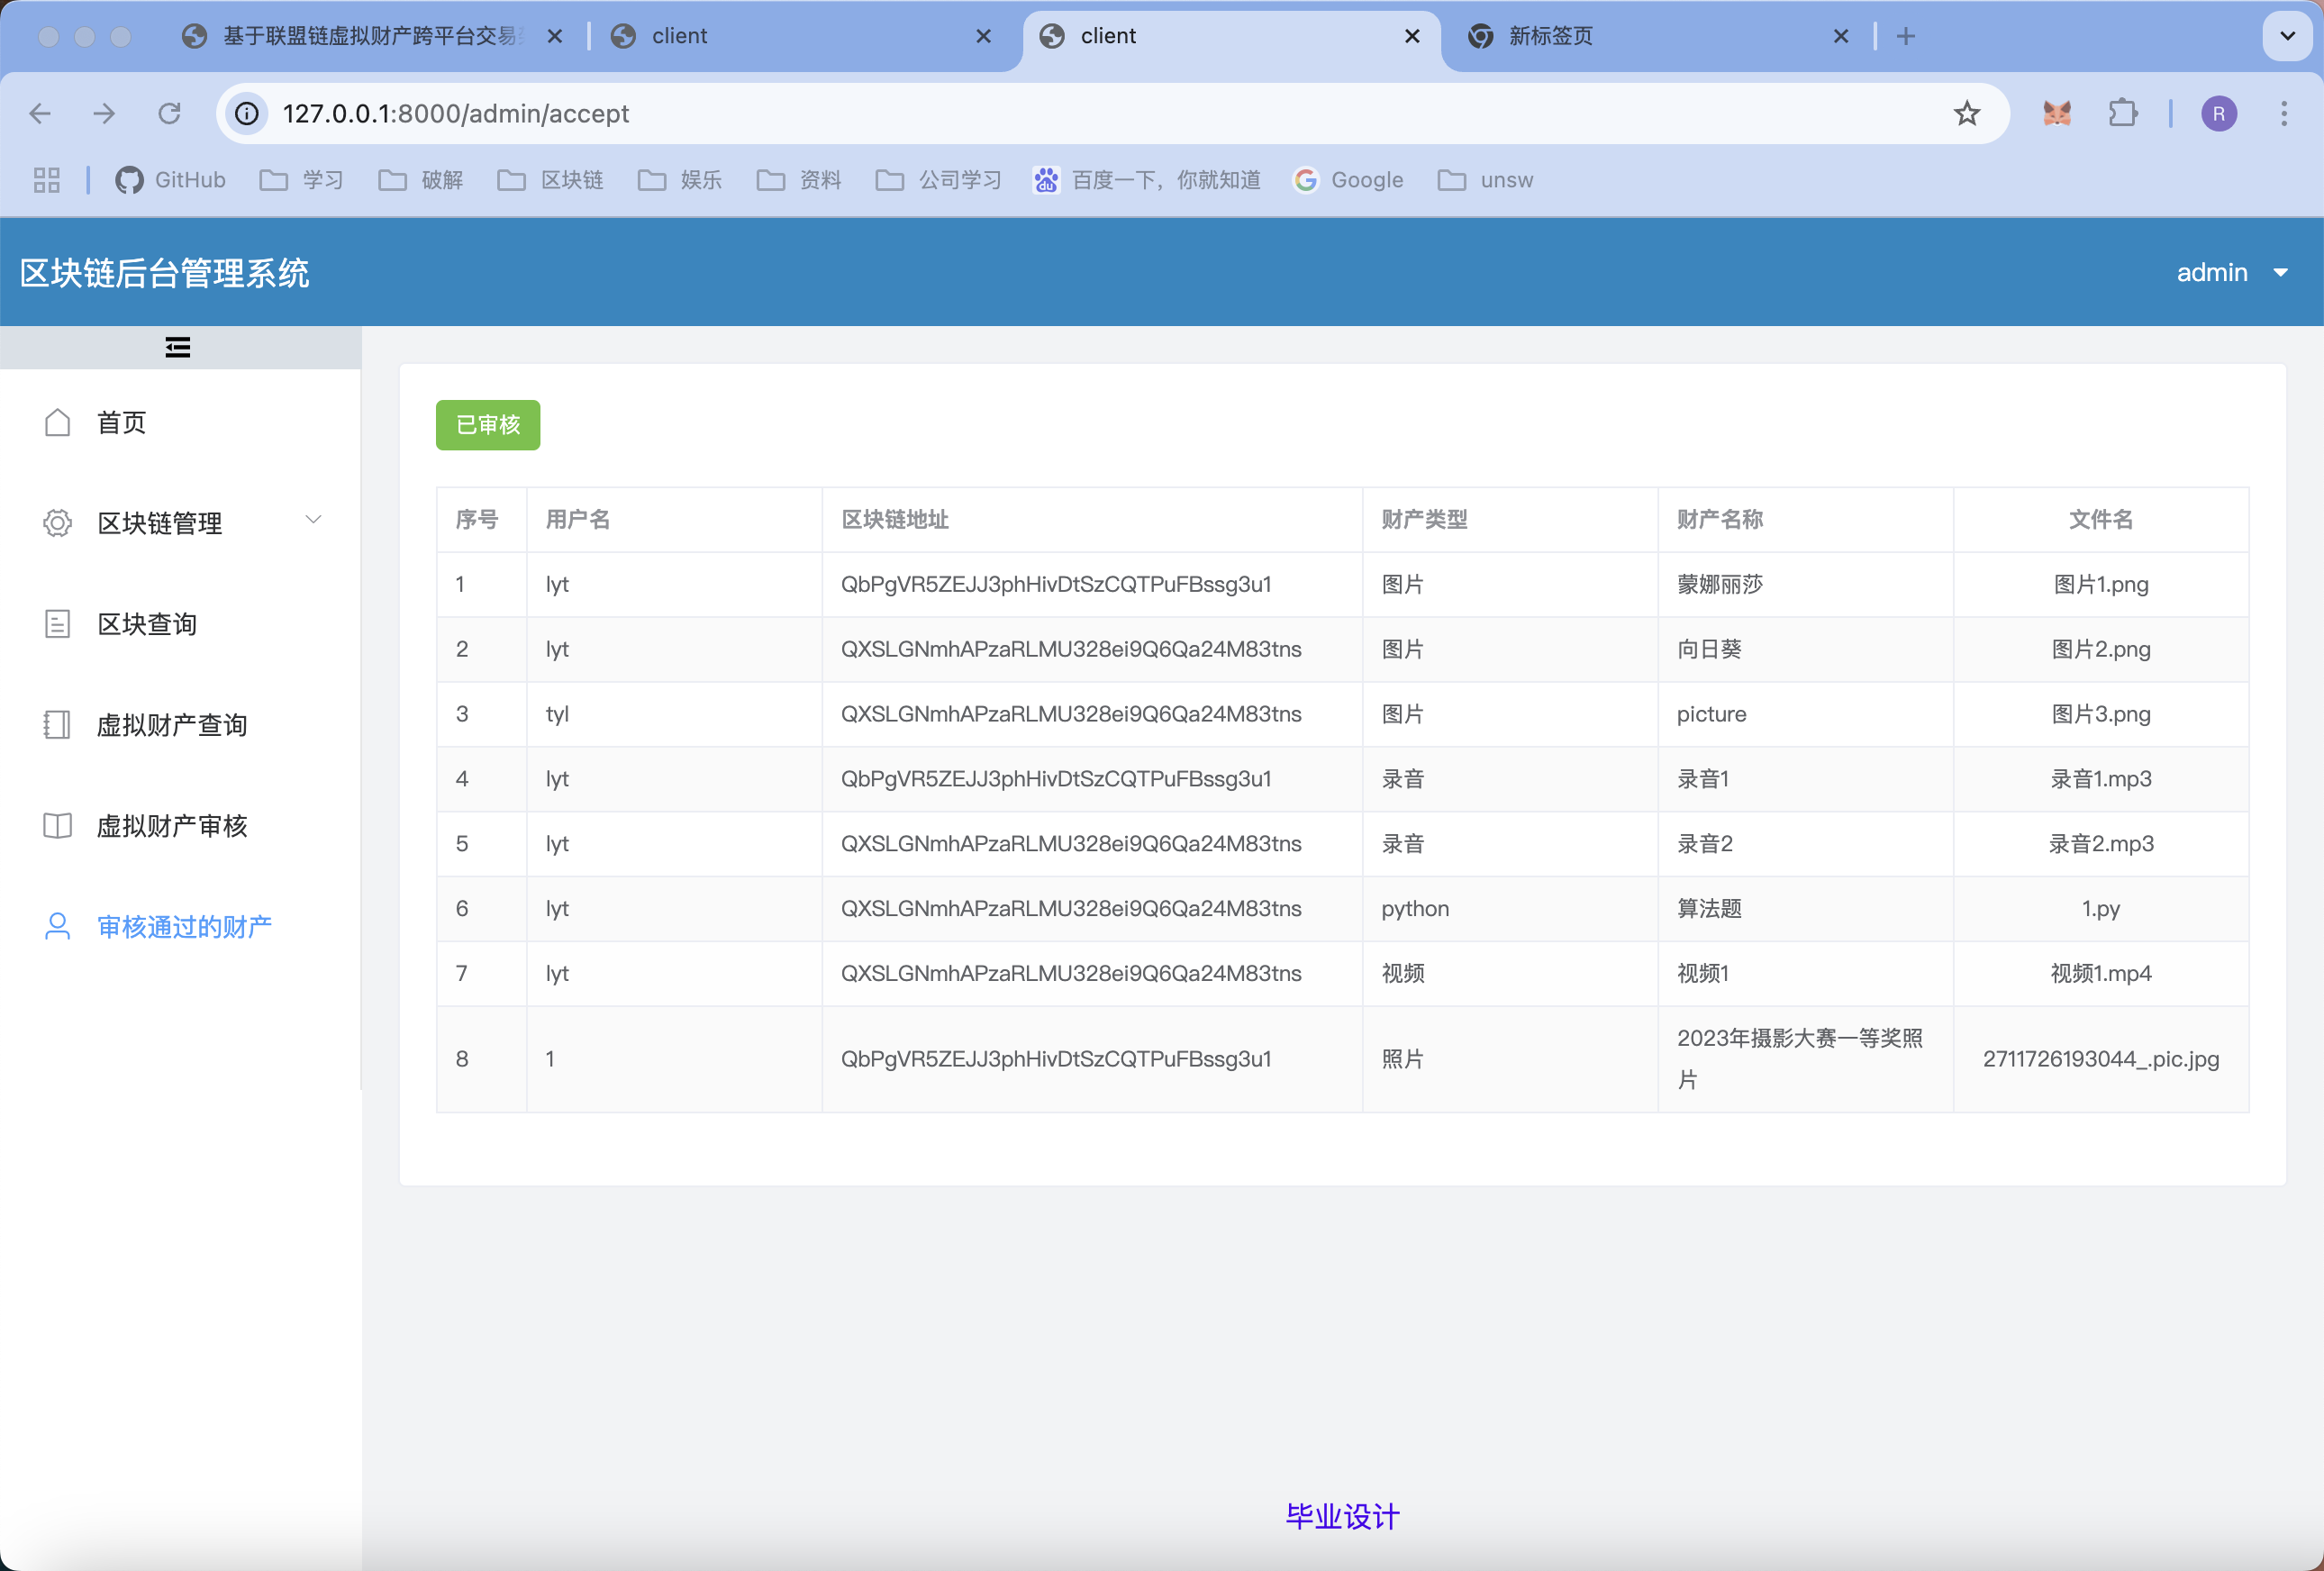 基于联盟链虚拟财产跨平台交易
client
client
新标签页
127.0.0.1:8000/admin/accept
R
GitHub 学习 破解 区块链 娱乐 资料 公司学习 百度一下，你就知道 Google unsw
区块链后台管理系统
admin
首页
区块链管理
区块查询
虚拟财产查询
虚拟财产审核
审核通过的财产
已审核
序号 用户名 区块链地址 财产类型 财产名称 文件名
1 lyt QbPgVR5ZEJJ3phHivDtSzCQTPuFBssg3u1 图片 蒙娜丽莎 图片1.png
2 lyt QXSLGNmhAPzaRLMU328ei9Q6Qa24M83tns 图片 向日葵 图片2.png
3 tyl QXSLGNmhAPzaRLMU328ei9Q6Qa24M83tns 图片 picture 图片3.png
4 lyt QbPgVR5ZEJJ3phHivDtSzCQTPuFBssg3u1 录音 录音1 录音1.mp3
5 lyt QXSLGNmhAPzaRLMU328ei9Q6Qa24M83tns 录音 录音2 录音2.mp3
6 lyt QXSLGNmhAPzaRLMU328ei9Q6Qa24M83tns python 算法题 1.py
7 lyt QXSLGNmhAPzaRLMU328ei9Q6Qa24M83tns 视频 视频1 视频1.mp4
8 1 QbPgVR5ZEJJ3phHivDtSzCQTPuFBssg3u1 照片 2023年摄影大赛一等奖照
片 2711726193044_.pic.jpg
毕业设计